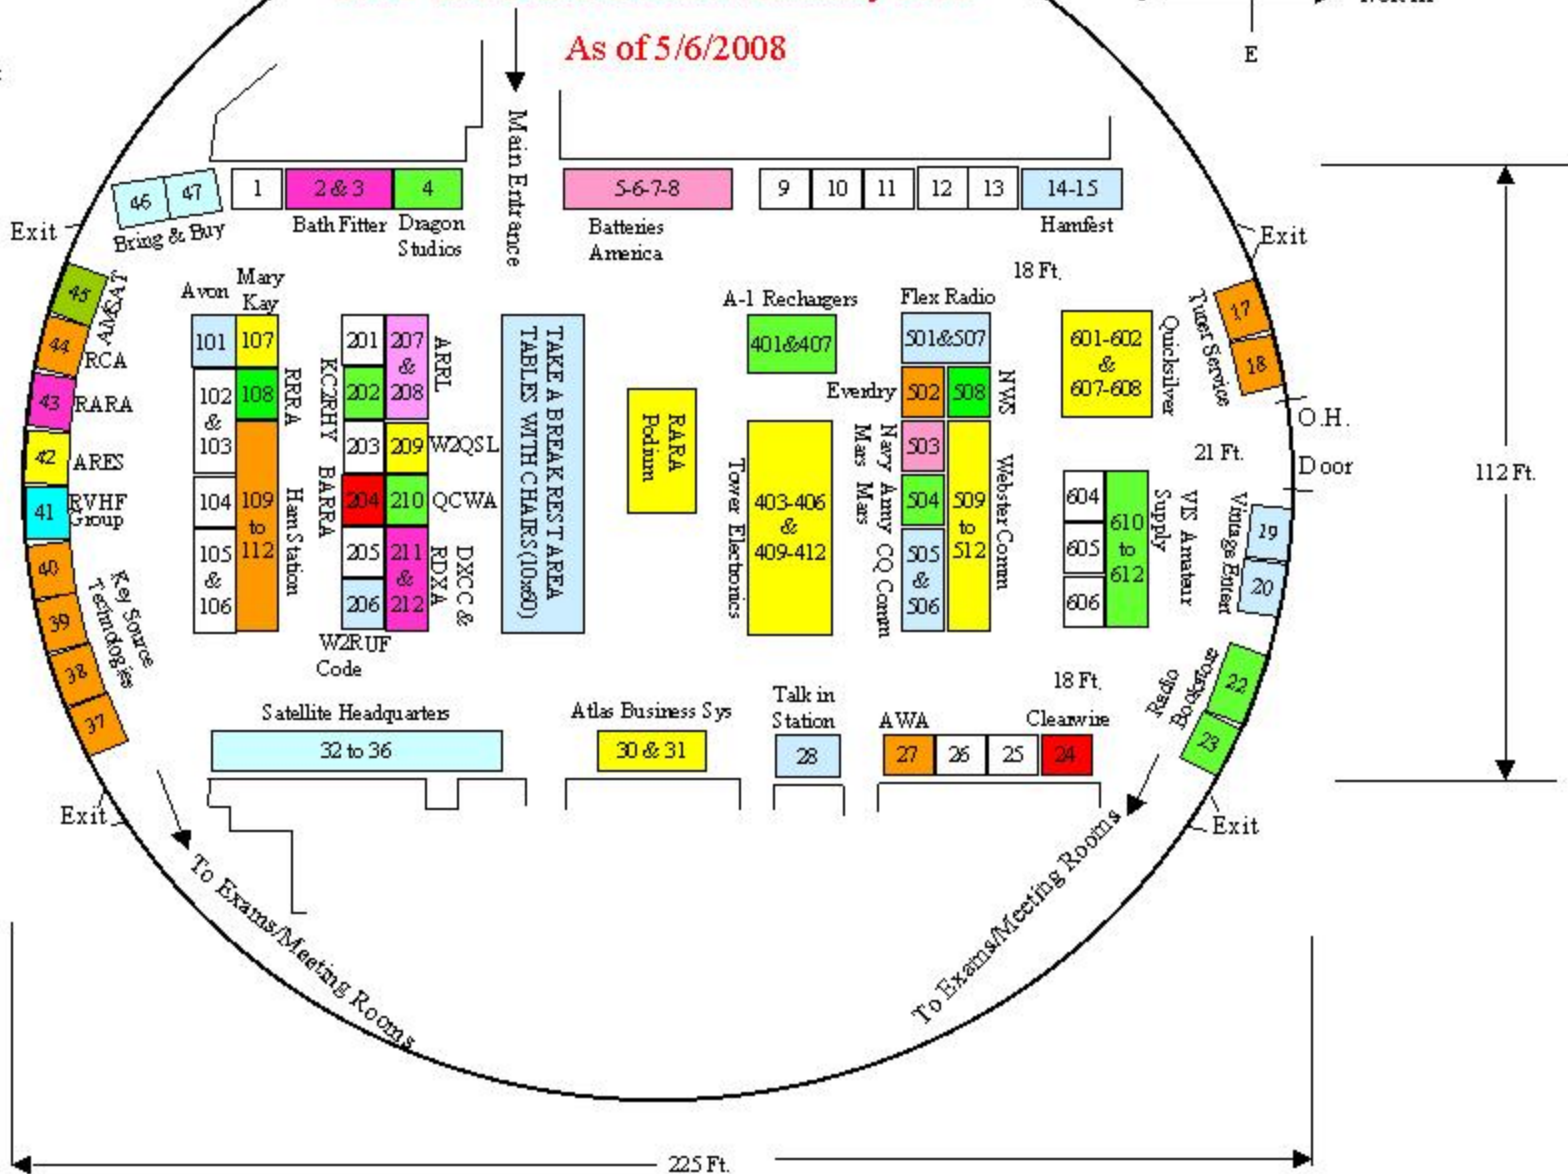 As of 5/6/2008
E
Main Entrance
46
47
1
2 & 3
4
5-6-7-8
9
10
11
12
13
14-15
Bring & Buy
Bath Fitter
Dragon
Studios
Batteries
America
Hamfest
Exit
Exit
18 Ft.
45
AMSAT
44
RCA
43
RARA
42
ARES
41
RVHF
Group
40
39
38
37
Key Source
Technologies
Avon
Mary
Kay
101
107
102
&
103
108
RRRA
104
105
&
106
109
to
112
Ham Station
201
207
&
208
ARRL
KC2RHY
202
203
209
W2QSL
BARRA
204
210
QCWA
205
211
&
212
DXCC &
RDXA
206
W2RUF
Code
TAKE A BREAK REST AREA
TABLES WITH CHAIRS(10x60)
RARA
Podium
A-1 Rechargers
401&407
403-406
&
409-412
Tower Electronics
Flex Radio
501&507
Everdry
502
508
NWS
503
Navy
Mars
504
Army
Mars
505
&
506
CQ Comm
509
to
512
Webster Comm
601-602
&
607-608
Quicksilver
604
605
606
610
to
612
VIS Amateur
Supply
17
18
Tuner Service
O.H.
Door
21 Ft.
19
20
22
23
Radio
Bookstore
112 Ft.
18 Ft.
Satellite Headquarters
32 to 36
Atlas Business Sys
30 & 31
Talk in
Station
28
AWA
27
26
25
Clearwire
24
Exit
Exit
To Exams/Meeting Rooms
To Exams/Meeting Rooms
225 Ft.